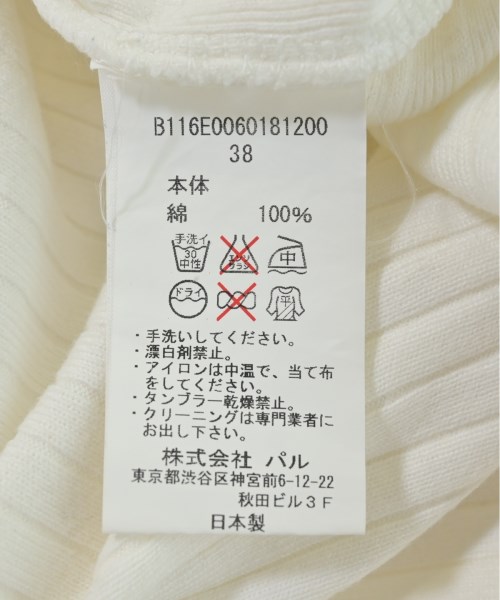 B116E0060181200
38
本体
綿 100%
手洗イ
30
中性
エンソ
サラシ
中
ドライ
平
・手洗いしてください。
・漂白剤禁止。
・アイロンは中温で、当て布
をしてください。
・タンブラー乾燥禁止。
・クリーニングは専門業者に
お出し下さい。
株式会社 パル
東京都渋谷区神宮前6-12-22
秋田ビル3F
日本製